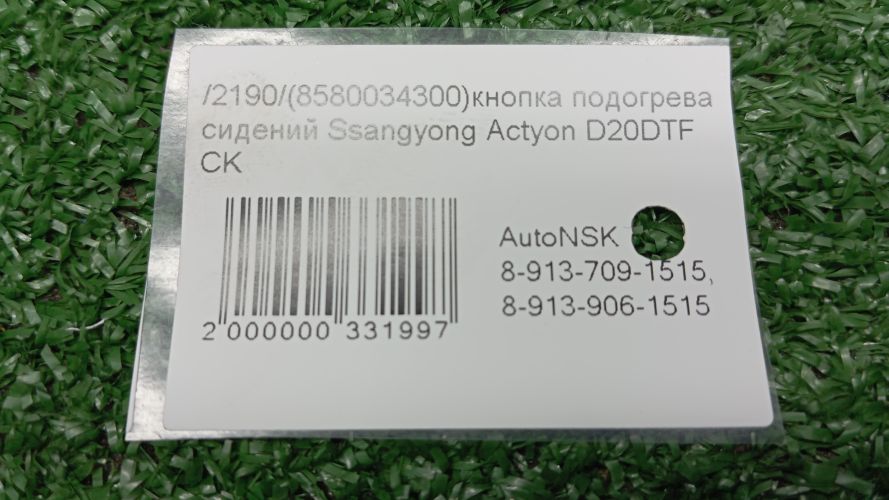 /2190/(8580034300)кнопка подогрева
сидений Ssangyong Actyon D20DTF
CK
AutoNSK
8-913-709-1515,
8-913-906-1515
2 000000 331997